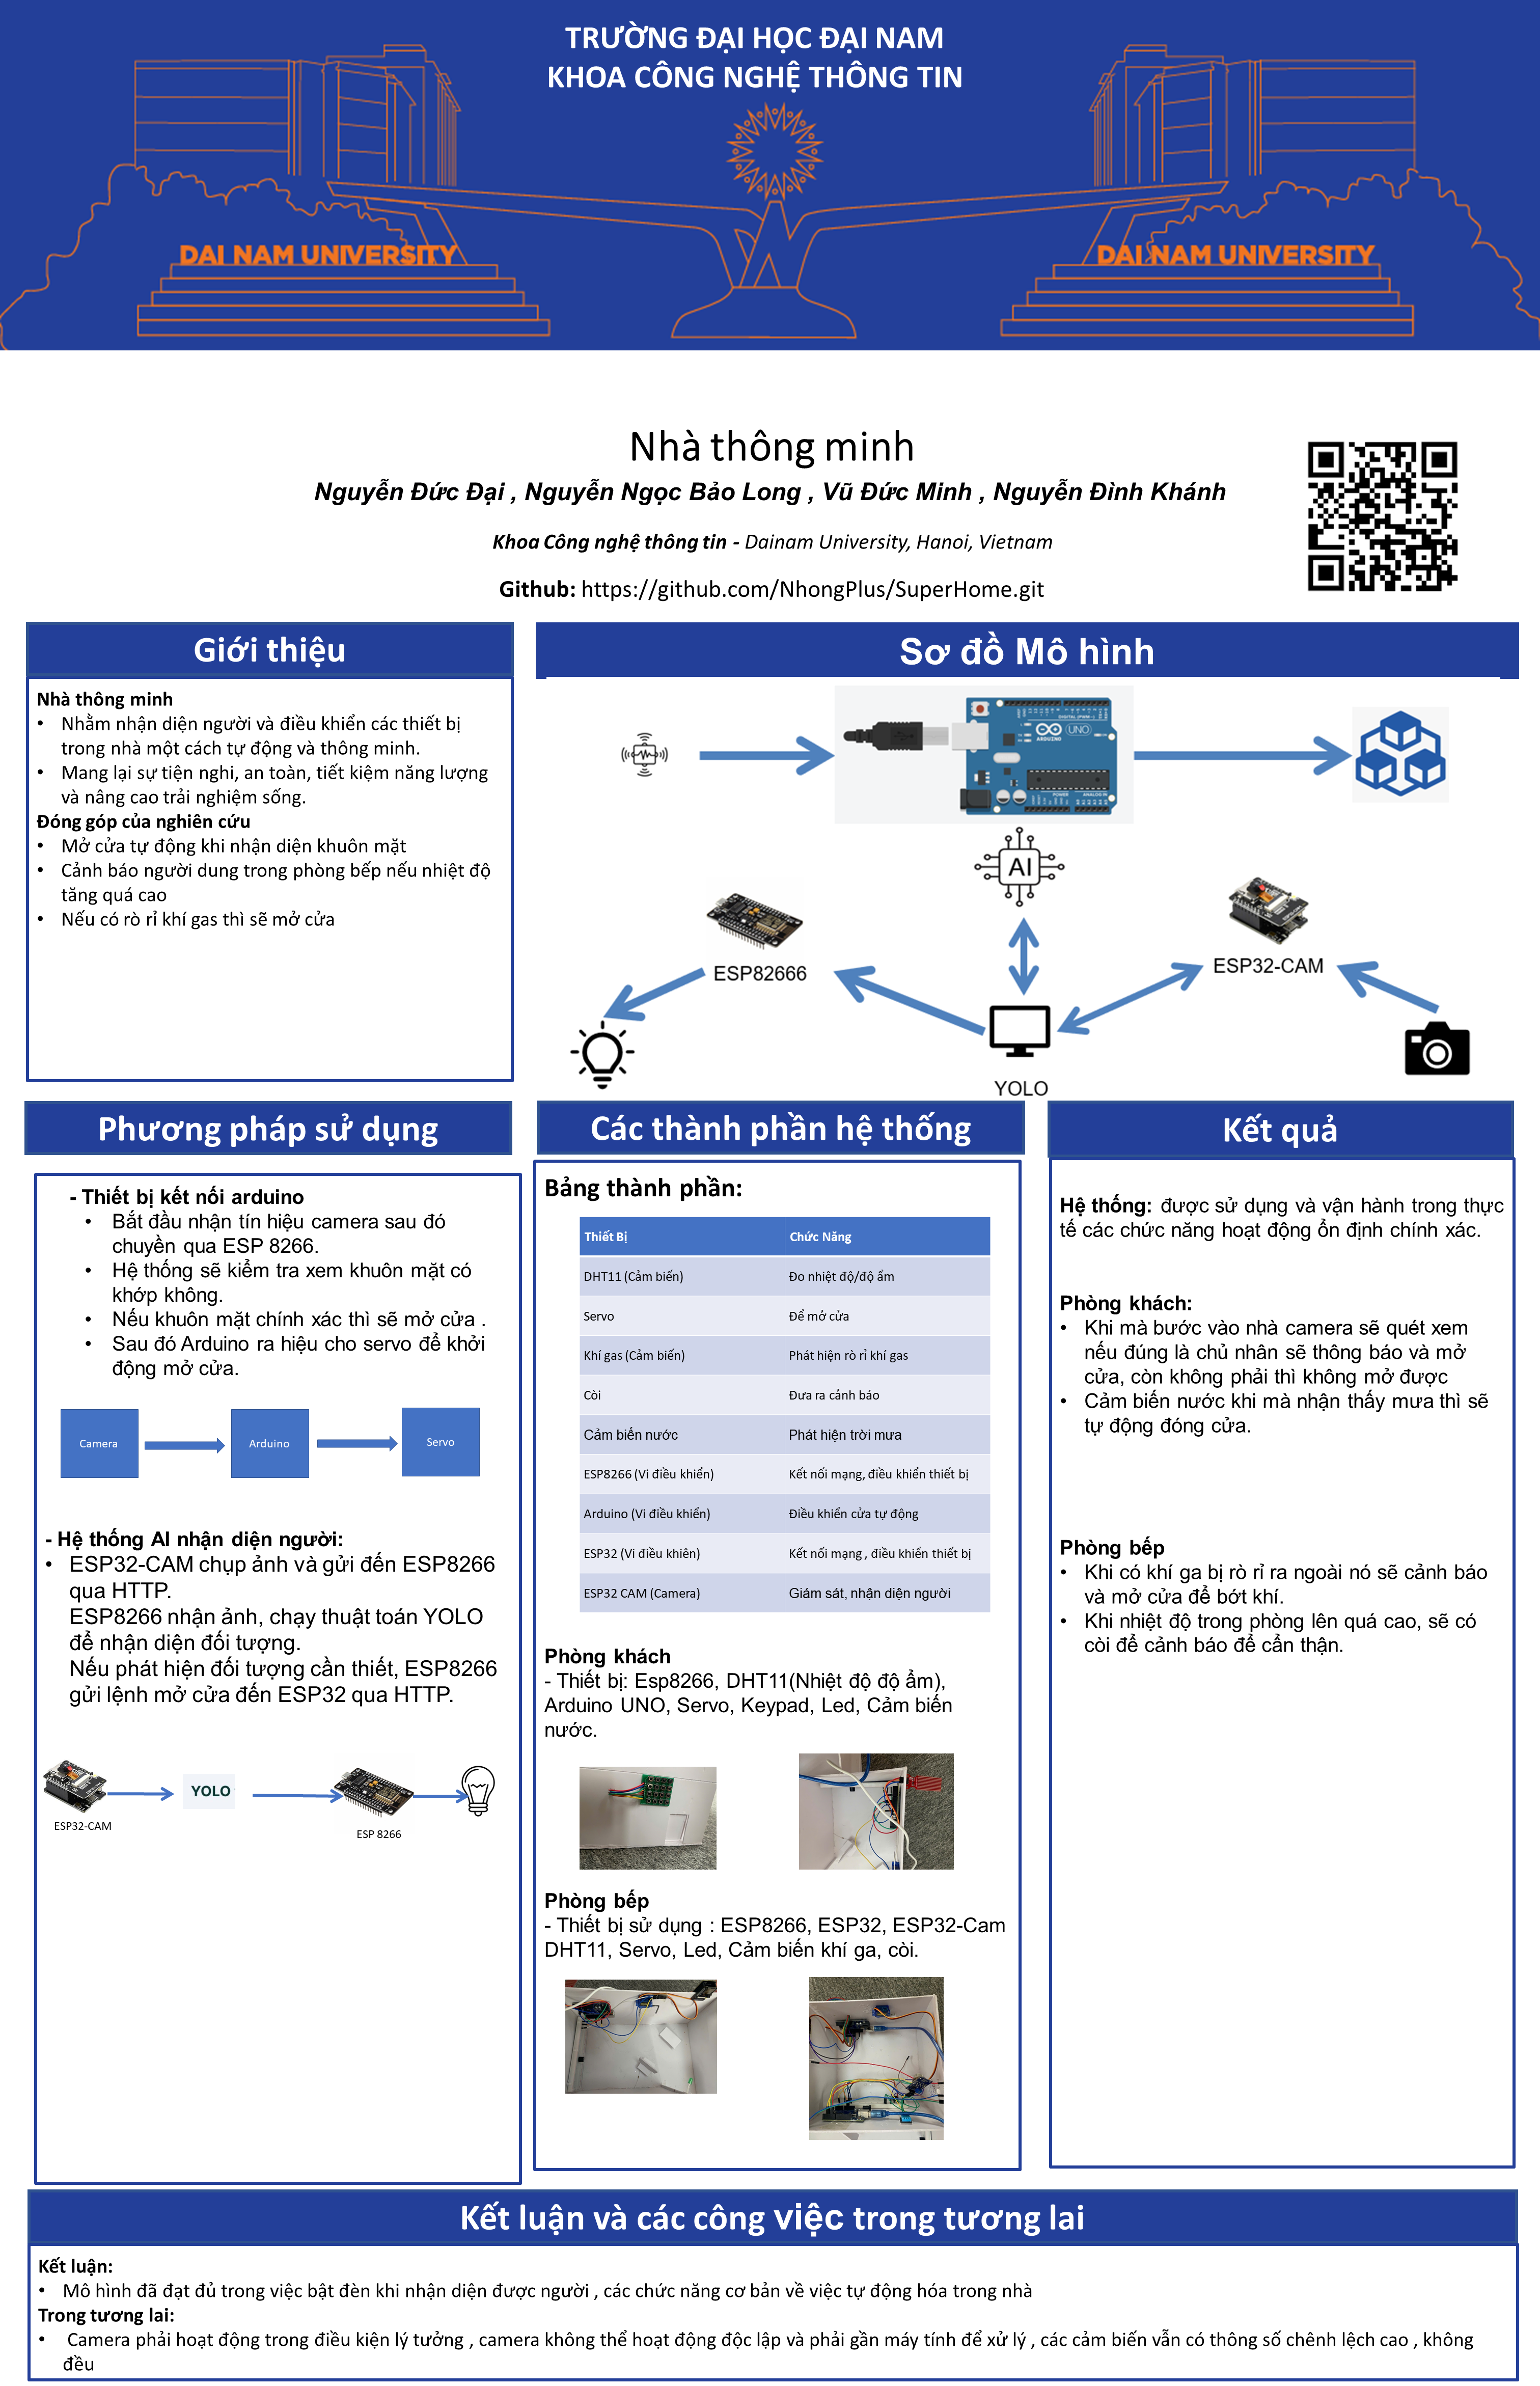 TRƯỜNG ĐẠI HỌC ĐẠI NAM
KHOA CÔNG NGHỆ THÔNG TIN
DAI NAM UNIVERSITY
DAI NAM UNIVERSITY
Nhà thông minh
Nguyễn Đức Đại , Nguyễn Ngọc Bảo Long , Vũ Đức Minh , Nguyễn Đình Khánh
Khoa Công nghệ thông tin - Dainam University, Hanoi, Vietnam
Github: https://github.com/NhongPlus/SuperHome.git
Giới thiệu
Nhà thông minh
• Nhằm nhận diện người và điều khiển các thiết bị
trong nhà một cách tự động và thông minh.
• Mang lại sự tiện nghi, an toàn, tiết kiệm năng lượng
và nâng cao trải nghiệm sống.
Đóng góp của nghiên cứu
• Mở cửa tự động khi nhận diện khuôn mặt
• Cảnh báo người dung trong phòng bếp nếu nhiệt độ
tăng quá cao
• Nếu có rò rỉ khí gas thì sẽ mở cửa
Sơ đồ Mô hình
UNO
ARDUINO
AI
ESP82666
ESP32-CAM
YOLO
Phương pháp sử dụng
- Thiết bị kết nối arduino
• Bắt đầu nhận tín hiệu camera sau đó
chuyền qua ESP 8266.
• Hệ thống sẽ kiểm tra xem khuôn mặt có
khớp không.
• Nếu khuôn mặt chính xác thì sẽ mở cửa .
• Sau đó Arduino ra hiệu cho servo để khởi
động mở cửa.
Camera
Arduino
Servo
- Hệ thống AI nhận diện người:
• ESP32-CAM chụp ảnh và gửi đến ESP8266
qua HTTP.
ESP8266 nhận ảnh, chạy thuật toán YOLO
để nhận diện đối tượng.
Nếu phát hiện đối tượng cần thiết, ESP8266
gửi lệnh mở cửa đến ESP32 qua HTTP.
YOLO
ESP32-CAM
ESP 8266
Các thành phần hệ thống
Bảng thành phần:
Thiết Bị Chức Năng
DHT11 (Cảm biến) Đo nhiệt độ/độ ẩm
Servo Để mở cửa
Khí gas (Cảm biến) Phát hiện rò rỉ khí gas
Còi Đưa ra cảnh báo
Cảm biến nước Phát hiện trời mưa
ESP8266 (Vi điều khiển) Kết nối mạng, điều khiển thiết bị
Arduino (Vi điều khiển) Điều khiển cửa tự động
ESP32 (Vi điều khiên) Kết nối mạng , điều khiển thiết bị
ESP32 CAM (Camera) Giám sát, nhận diện người
Phòng khách
- Thiết bị: Esp8266, DHT11(Nhiệt độ độ ẩm),
Arduino UNO, Servo, Keypad, Led, Cảm biến
nước.
Phòng bếp
- Thiết bị sử dụng : ESP8266, ESP32, ESP32-Cam
DHT11, Servo, Led, Cảm biến khí ga, còi.
Kết quả
Hệ thống: được sử dụng và vận hành trong thực
tế các chức năng hoạt động ổn định chính xác.
Phòng khách:
• Khi mà bước vào nhà camera sẽ quét xem
nếu đúng là chủ nhân sẽ thông báo và mở
cửa, còn không phải thì không mở được
• Cảm biến nước khi mà nhận thấy mưa thì sẽ
tự động đóng cửa.
Phòng bếp
• Khi có khí ga bị rò rỉ ra ngoài nó sẽ cảnh báo
và mở cửa để bớt khí.
• Khi nhiệt độ trong phòng lên quá cao, sẽ có
còi để cảnh báo để cẩn thận.
Kết luận và các công việc trong tương lai
Kết luận:
• Mô hình đã đạt đủ trong việc bật đèn khi nhận diện được người , các chức năng cơ bản về việc tự động hóa trong nhà
Trong tương lai:
• Camera phải hoạt động trong điều kiện lý tưởng , camera không thể hoạt động độc lập và phải gần máy tính để xử lý , các cảm biến vẫn có thông số chênh lệch cao , không
đều